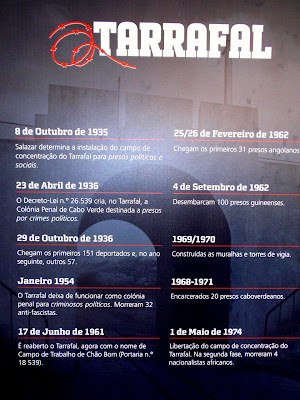 TARRAFAL
8 de Outubro de 1935
Salazar determina a instalação do campo de
concentração do Tarrafal para presos políticos e
sociais.
23 de Abril de 1936
O Decreto-Lei n.º 26.539 cria, no Tarrafal, a
Colónia Penal de Cabo Verde destinada a presos
por crimes políticos.
29 de Outubro de 1936
Chegam os primeiros 151 deportados e, no ano
seguinte, outros 57.
Janeiro 1954
O Tarrafal deixa de funcionar como colónia
penal para criminosos políticos. Morreram 32
anti-fascistas.
17 de Junho de 1961
É reaberto o Tarrafal, agora com o nome de
Campo de Trabalho de Chão Bom (Portaria n.º
18 539).
25/26 de Fevereiro de 1962
Chegam os primeiros 31 presos angolanos
4 de Setembro de 1962
Desembarcam 100 presos guineenses.
1969/1970
Construídas as muralhas e torres de vigia.
1968-1971
Encarcerados 20 presos caboverdeanos.
1 de Maio de 1974
Libertação do campo de concentração do
Tarrafal. Na segunda fase, morreram 4
nacionalistas africanos.